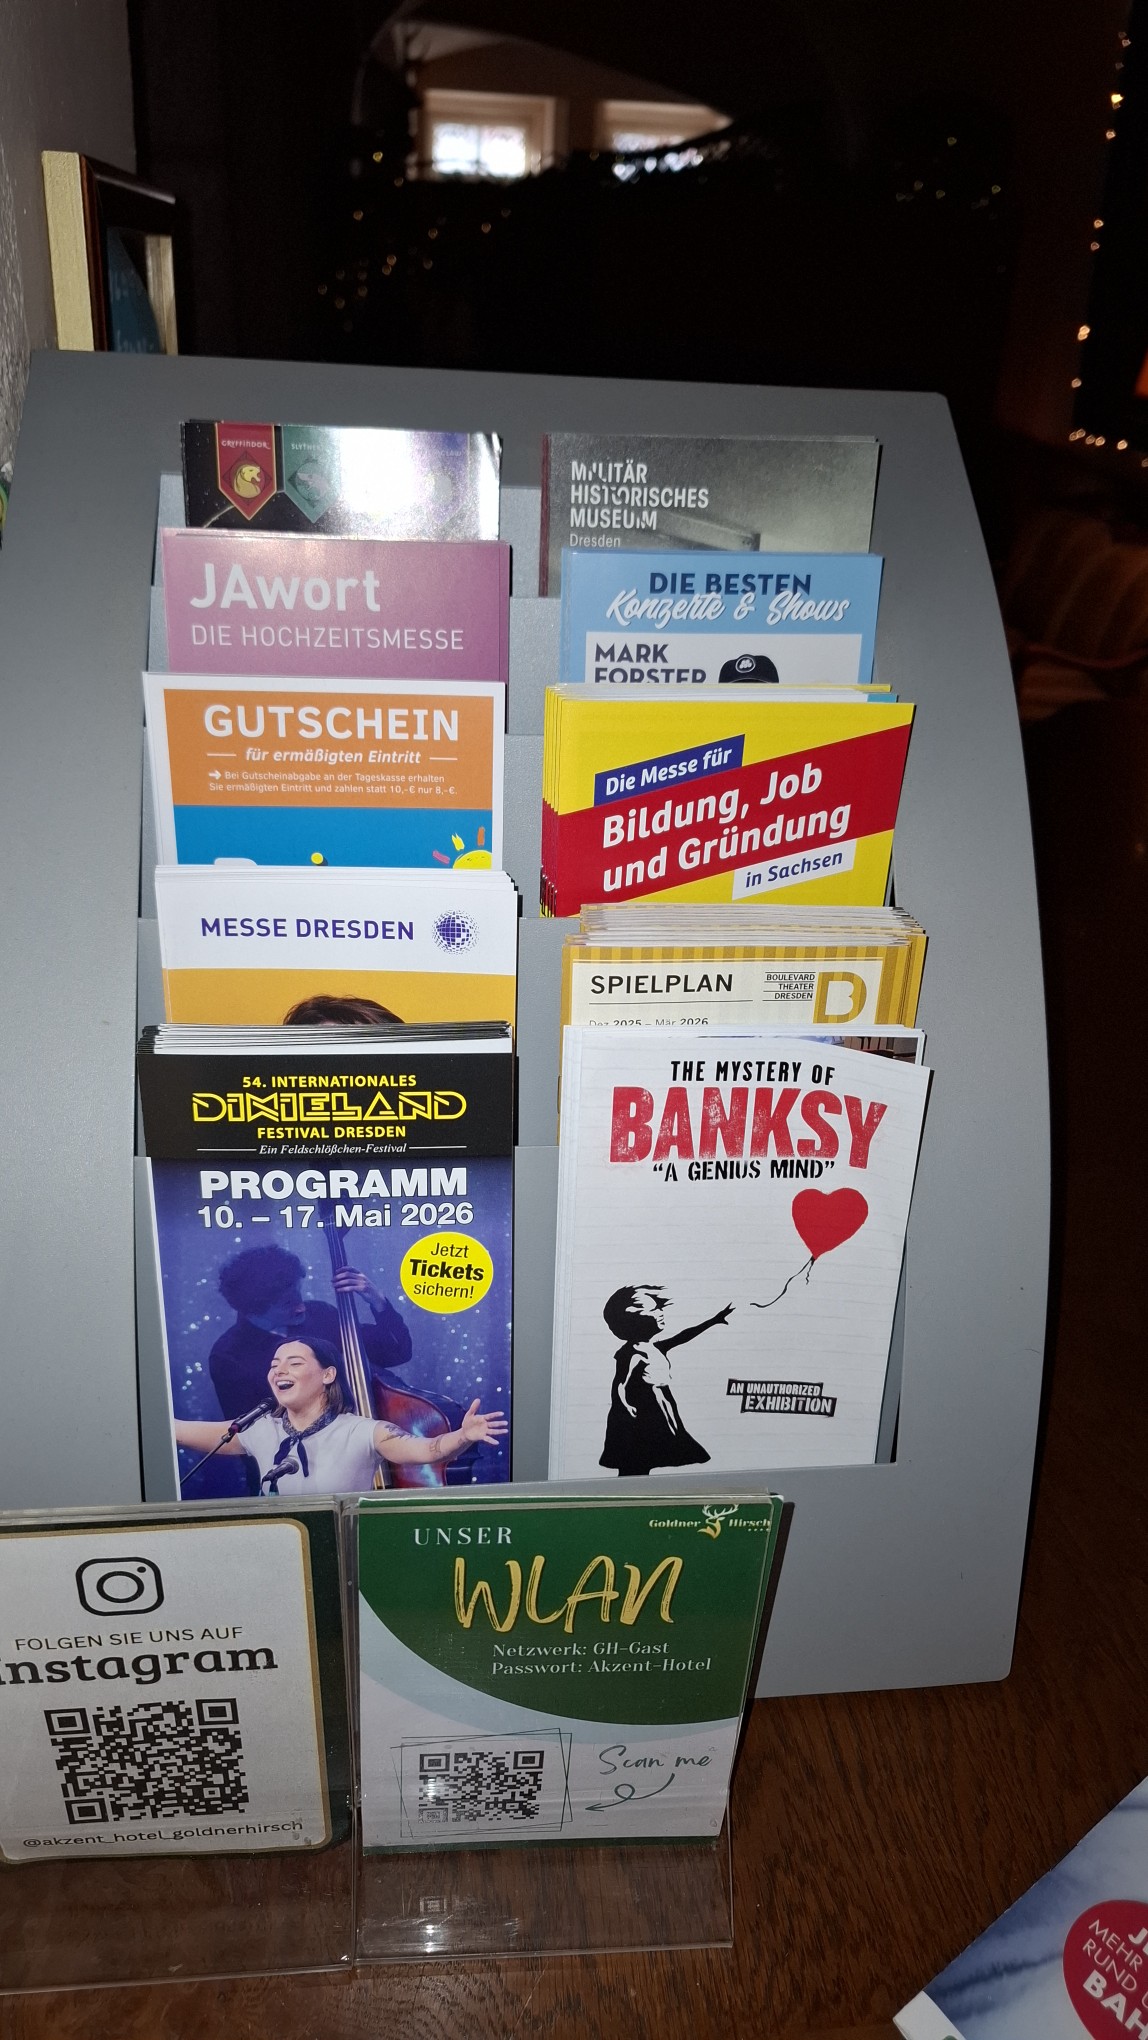 GRYFFINDOR
MILITÄR
HISTORISCHES
MUSEUM
Dresden
JAwort
DIE HOCHZEITSMESSE
DIE BESTEN
Konzerte & Shows
MARK
FORSTER
GUTSCHEIN
für ermäßigten Eintritt
➔ Bei Gutscheinabgabe an der Tageskasse erhalten
Sie ermäßigten Eintritt und zahlen statt 10,-€ nur 8,-€.
Die Messe für
Bildung, Job
und Gründung
in Sachsen
MESSE DRESDEN
SPIELPLAN
BOULEVARD
THEATER
DRESDEN
B
Dez 2025 – Mär 2026
54. INTERNATIONALES
DIXIELAND
FESTIVAL DRESDEN
Ein Feldschlößchen-Festival
PROGRAMM
10. – 17. Mai 2026
Jetzt
Tickets
sichern!
THE MYSTERY OF
BANKSY
"A GENIUS MIND"
AN UNAUTHORIZED
EXHIBITION
FOLGEN SIE UNS AUF
Instagram
@akzent_hotel_goldnerhirsch
Goldner Hirsch
UNSER
WLAN
Netzwerk: GH-Gast
Passwort: Akzent-Hotel
Scan me
MEHR
RUND